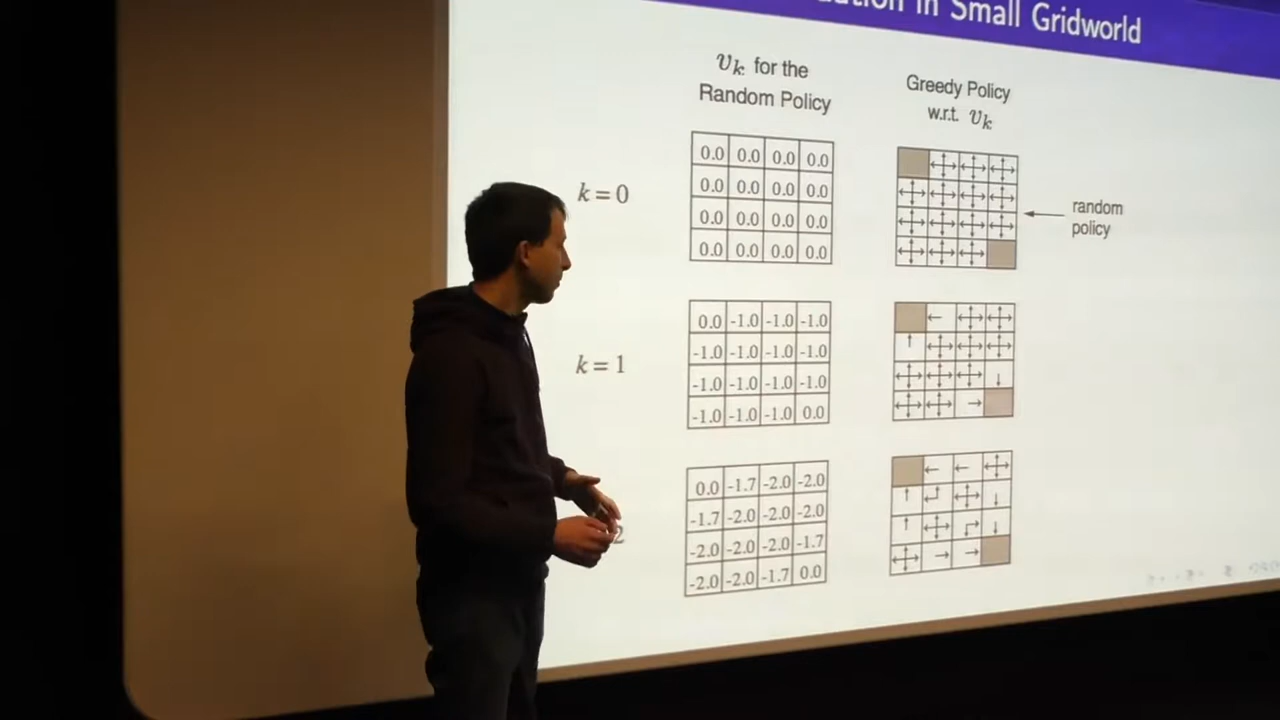 in Small Gridworld
v_k for the
Random Policy
Greedy Policy
w.r.t. v_k
k = 0
0.0 0.0 0.0 0.0
0.0 0.0 0.0 0.0
0.0 0.0 0.0 0.0
0.0 0.0 0.0 0.0
random
policy
k = 1
0.0 -1.0 -1.0 -1.0
-1.0 -1.0 -1.0 -1.0
-1.0 -1.0 -1.0 -1.0
-1.0 -1.0 -1.0 0.0
0.0 -1.7 -2.0 -2.0
-1.7 -2.0 -2.0 -2.0
-2.0 -2.0 -2.0 -1.7
-2.0 -2.0 -1.7 0.0
2